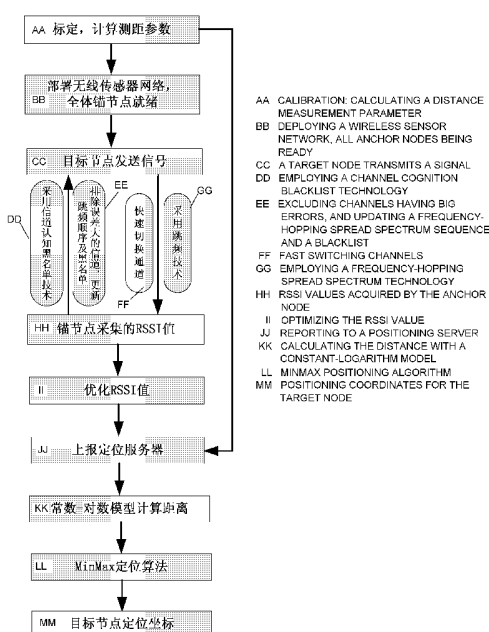 AA 标定，计算测距参数
部署无线传感器网络，
BB 全体锚节点就绪
CC 目标节点发送信号
DD
采用信道认知
黑名单技术
EE
排除误差大的信道，更新
跳频顺序及黑名单
快速切换通道
FF
采用跳频技术
GG
HH 锚节点采集的RSSI值
II 优化RSSI值
JJ 上报定位服务器
KK 常数-对数模型计算距离
LL MinMax定位算法
MM 目标节点定位坐标
AA CALIBRATION: CALCULATING A DISTANCE
MEASUREMENT PARAMETER
BB DEPLOYING A WIRELESS SENSOR
NETWORK, ALL ANCHOR NODES BEING
READY
CC A TARGET NODE TRANSMITS A SIGNAL
DD EMPLOYING A CHANNEL COGNITION
BLACKLIST TECHNOLOGY
EE EXCLUDING CHANNELS HAVING BIG
ERRORS, AND UPDATING A FREQUENCY-
HOPPING SPREAD SPECTRUM SEQUENCE
AND A BLACKLIST
FF FAST SWITCHING CHANNELS
GG EMPLOYING A FREQUENCY-HOPPING
SPREAD SPECTRUM TECHNOLOGY
HH RSSI VALUES ACQUIRED BY THE ANCHOR
NODE
II OPTIMIZING THE RSSI VALUE
JJ REPORTING TO A POSITIONING SERVER
KK CALCULATING THE DISTANCE WITH A
CONSTANT-LOGARITHM MODEL
LL MINMAX POSITIONING ALGORITHM
MM POSITIONING COORDINATES FOR THE
TARGET NODE